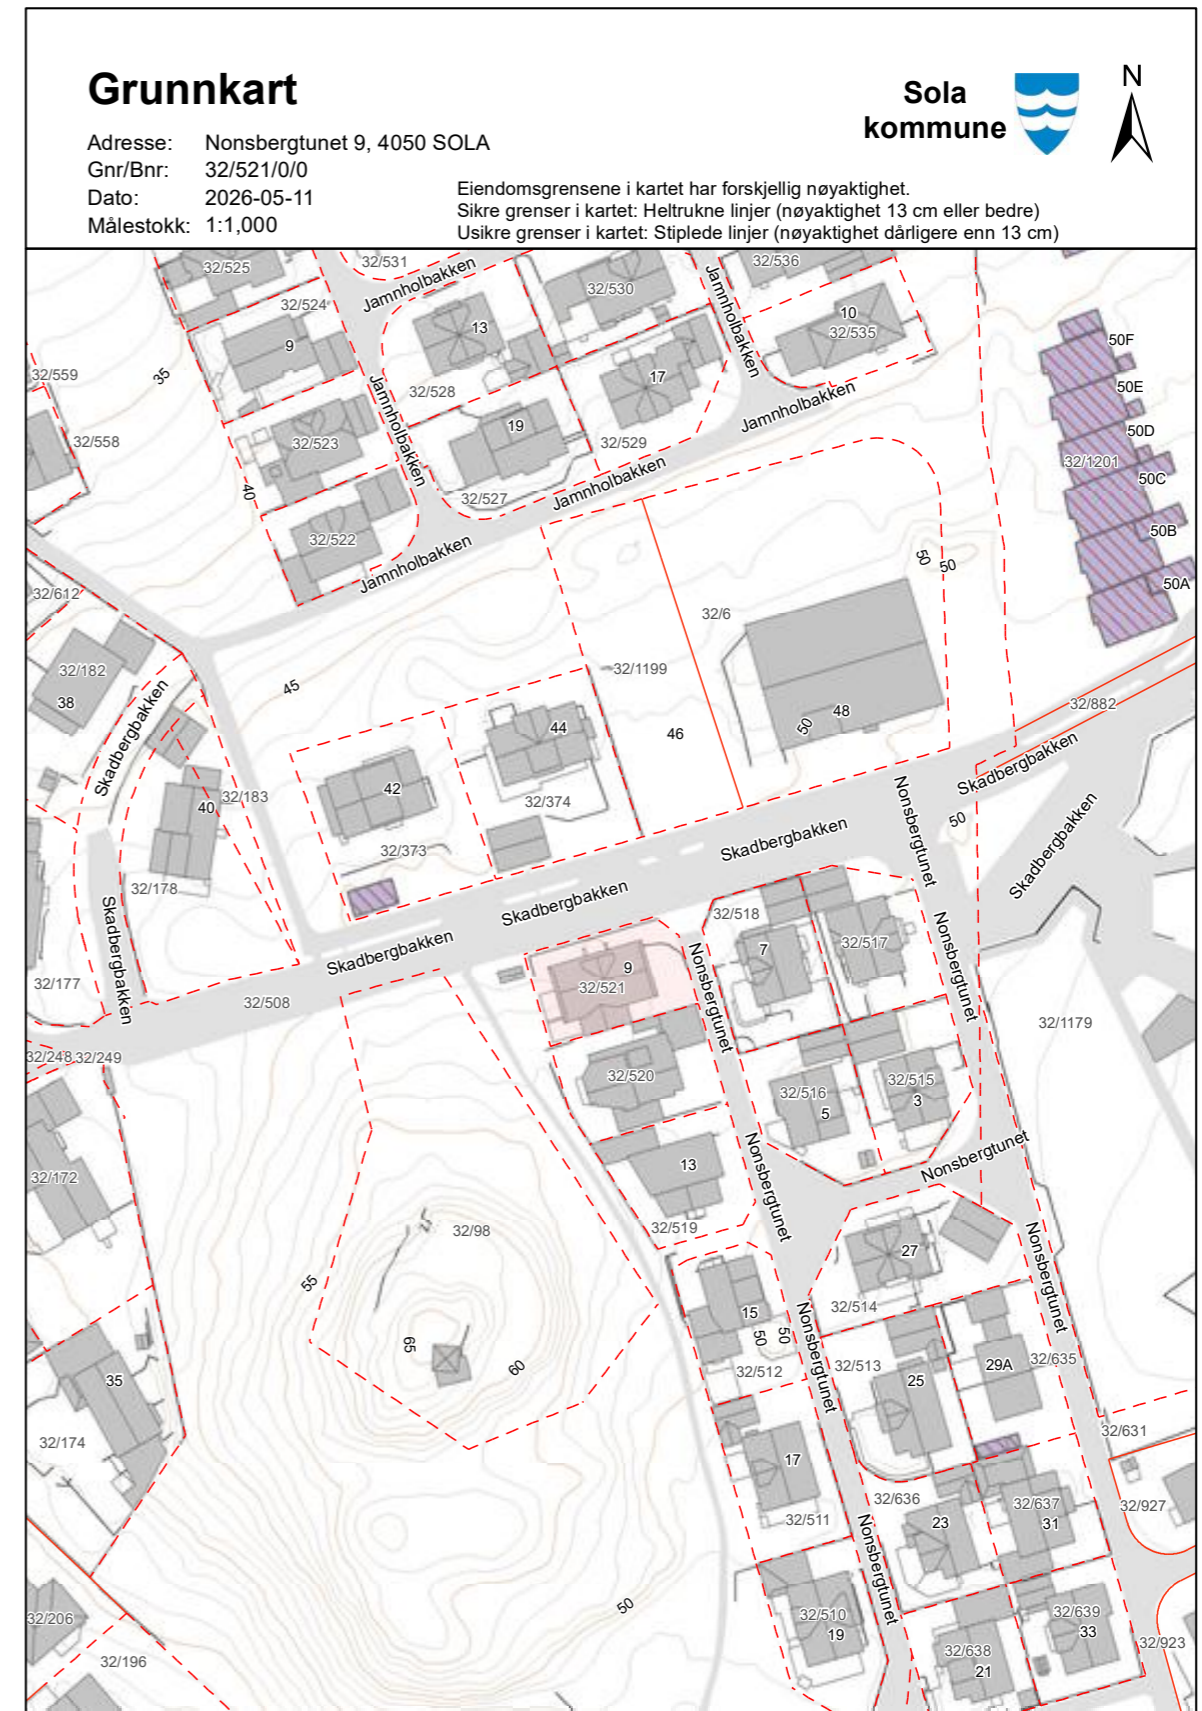 Grunnkart
Sola
kommune
N
Adresse: Nonsbergtunet 9, 4050 SOLA
Gnr/Bnr: 32/521/0/0
Dato: 2026-05-11
Målestokk: 1:1,000
Eiendomsgrensene i kartet har forskjellig nøyaktighet.
Sikre grenser i kartet: Heltrukne linjer (nøyaktighet 13 cm eller bedre)
Usikre grenser i kartet: Stiplede linjer (nøyaktighet dårligere enn 13 cm)
32/525
32/531
Jamnholbakken
32/536
32/530
Jamnholbakken
32/524
13
10
32/535
9
50F
35
32/559
17
50E
32/528
Jamnholbakken
Jamnholbakken
19
50D
32/558
32/523
32/529
32/1201
Jamnholbakken
50C
40
32/527
50B
32/522
Jamnholbakken
50
50
50A
32/612
32/6
32/182
32/1199
45
38
Skadbergbakken
32/882
48
44
50
46
Skadbergbakken
42
32/183
40
32/374
Nonsbergtunet
50
Skadbergbakken
Skadbergbakken
32/373
32/178
Skadbergbakken
32/518
Skadbergbakken
Skadbergbakken
7
32/517
Nonsbergtunet
9
32/521
32/177
Nonsbergtunet
32/508
32/1179
32/248
32/249
32/520
32/516
32/515
3
5
Nonsbergtunet
Nonsbergtunet
13
32/172
32/519
32/98
27
Nonsbergtunet
55
15
32/514
Nonsbergtunet
50
50
65
60
32/512
32/513
29A
32/635
35
25
32/631
32/174
17
32/636
32/637
32/927
32/511
23
31
Nonsbergtunet
50
32/206
32/510
19
32/639
33
32/923
32/638
21
32/196